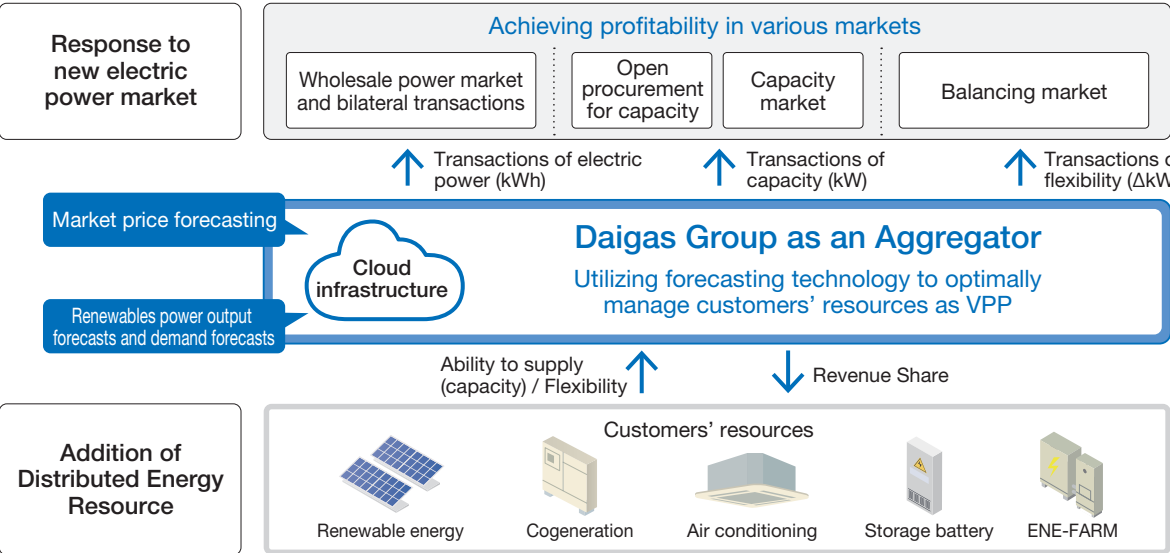 Response to
new electric
power market
Achieving profitability in various markets
Wholesale power market
and bilateral transactions
Open
procurement
for capacity
Capacity
market
Balancing market
Transactions of electric
power (kWh)
Transactions of
capacity (kW)
Transactions
flexibility (ΔkW
Market price forecasting
Renewables power output
forecasts and demand forecasts
Cloud
infrastructure
Daigas Group as an Aggregator
Utilizing forecasting technology to optimally
manage customers’ resources as VPP
Ability to supply
(capacity) / Flexibility
Revenue Share
Addition of
Distributed Energy
Resource
Customers’ resources
Renewable energy
Cogeneration
Air conditioning
Storage battery
ENE-FARM